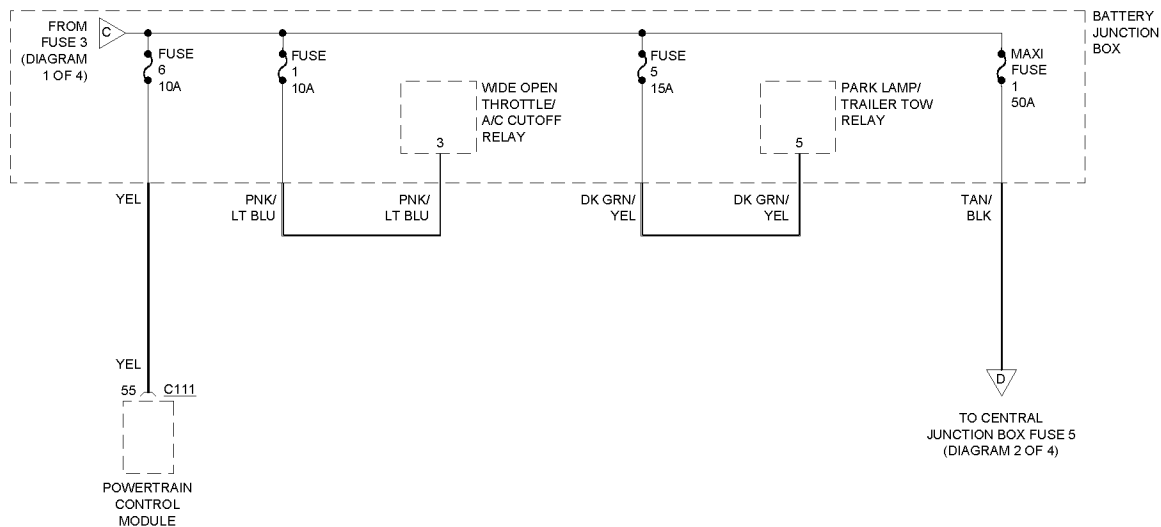 FROM
FUSE 3
(DIAGRAM
1 OF 4)
C
FUSE
6
10A
FUSE
1
10A
WIDE OPEN
THROTTLE/
A/C CUTOFF
RELAY
3
FUSE
5
15A
PARK LAMP/
TRAILER TOW
RELAY
5
MAXI
FUSE
1
50A
BATTERY
JUNCTION
BOX
YEL
PNK/
LT BLU
PNK/
LT BLU
DK GRN/
YEL
DK GRN/
YEL
TAN/
BLK
YEL
55
C111
POWERTRAIN
CONTROL
MODULE
D
TO CENTRAL
JUNCTION BOX FUSE 5
(DIAGRAM 2 OF 4)